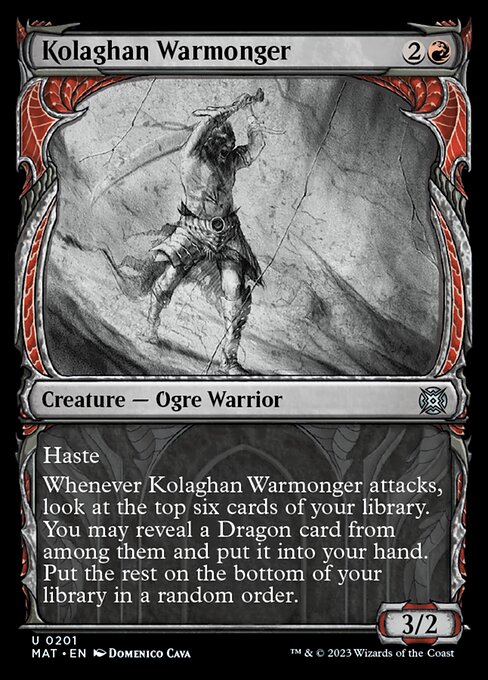 Kolaghan Warmonger 2
Creature — Ogre Warrior
Haste
Whenever Kolaghan Warmonger attacks,
look at the top six cards of your library.
You may reveal a Dragon card from
among them and put it into your hand.
Put the rest on the bottom of your
library in a random order.
3/2
U 0201
MAT • EN Domenico Cava
™ & © 2023 Wizards of the Coast